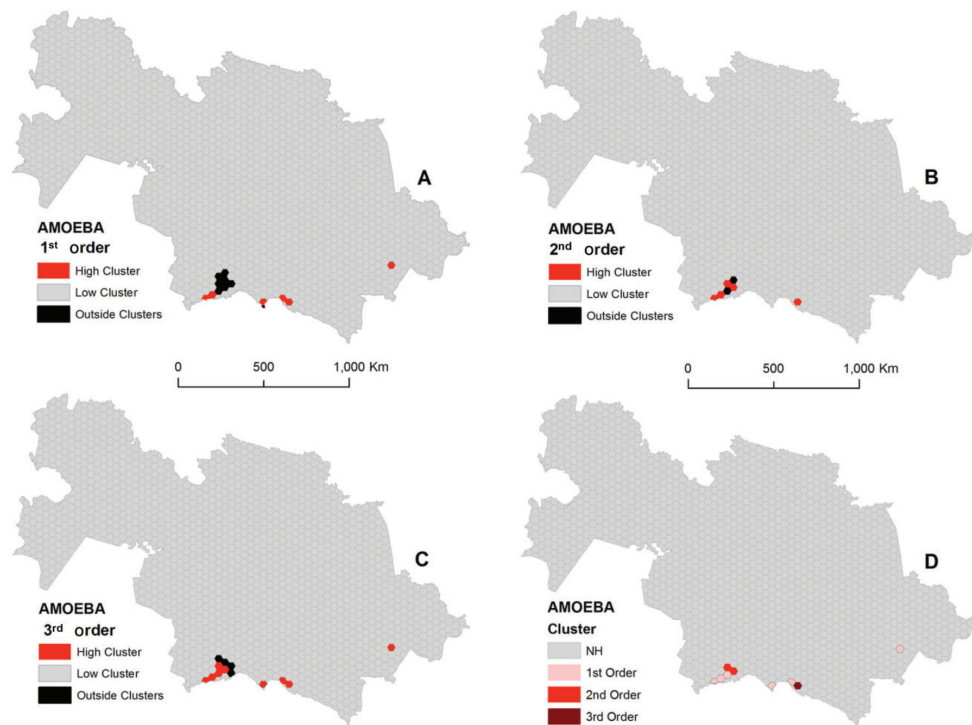 A
AMOEBA
1st order
High Cluster
Low Cluster
Outside Clusters
B
AMOEBA
2nd order
High Cluster
Low Cluster
Outside Clusters
0 500 1,000 Km
0 500 1,000 Km
C
AMOEBA
3rd order
High Cluster
Low Cluster
Outside Clusters
D
AMOEBA
Cluster
NH
1st Order
2nd Order
3rd Order